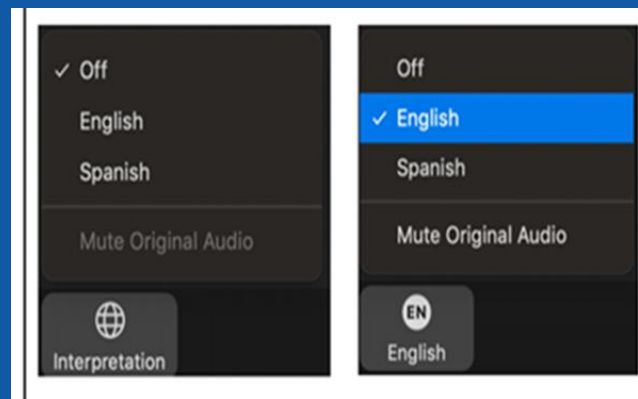 ✓ Off
English
Spanish
Mute Original Audio
Interpretation
Off
✓ English
Spanish
Mute Original Audio
EN
English